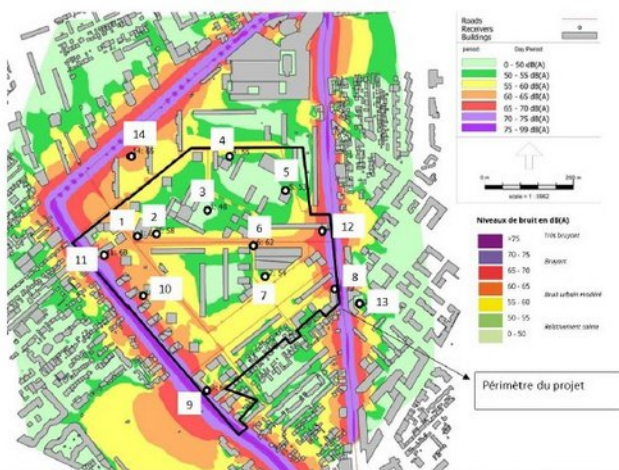 Roads
Receivers
Buildings
period: Day Period
0 - 50 dB(A)
50 - 55 dB(A)
55 - 60 dB(A)
60 - 65 dB(A)
65 - 70 dB(A)
70 - 75 dB(A)
75 - 99 dB(A)
0 m
scale = 1 :
Niveaux de bruit en dB(A)
>75 Très bruyant
70 - 75
65 - 70 Bruyant
60 - 65
55 - 60 Bruit urbain modéré
50 - 55
0 - 50 Relativement calme
Périmètre du projet
14
4
5
3
1
2
6
12
11
10
7
8
13
9